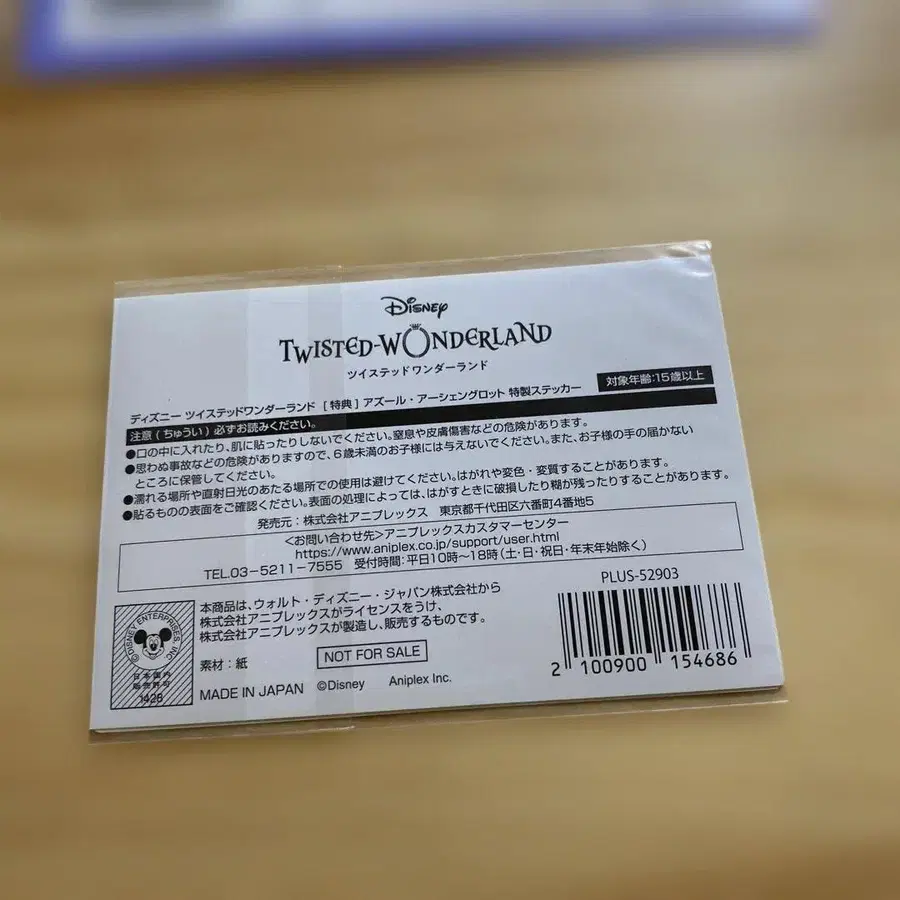 Disney
TWISTED-WONDERLAND
ツイステッドワンダーランド
ディズニー ツイステッドワンダーランド [特典] アズール・アーシェングロット 特製ステッカー
対象年齢:15歳以上
注意(ちゅうい)必ずお読みください。
●口の中に入れたり、肌に貼ったりしないでください。窒息や皮膚傷害などの危険があります。
●思わぬ事故などの危険がありますので、6歳未満のお子様には与えないでください。また、お子様の手の届かない
ところに保管してください。
●濡れる場所や直射日光のあたる場所での使用は避けてください。はがれや変色・変質することがあります。
●貼るものの表面をご確認ください。表面の処理によっては、はがすときに破損したり糊が残ったりすることがあります。
発売元:株式会社アニプレックス 東京都千代田区六番町4番地5
<お問い合わせ先>アニプレックスカスタマーセンター
https://www.aniplex.co.jp/support/user.html
TEL.03-5211-7555 受付時間:平日10時~18時(土・日・祝日・年末年始除く)
©DISNEY ENTERPRISES, INC
日本国内
販売許可
1428
本商品は、ウォルト・ディズニー・ジャパン株式会社から
株式会社アニプレックスがライセンスをうけ、
株式会社アニプレックスが製造し、販売するものです。
素材:紙
NOT FOR SALE
MADE IN JAPAN ©Disney Aniplex Inc.
PLUS-52903
2 100900 154686